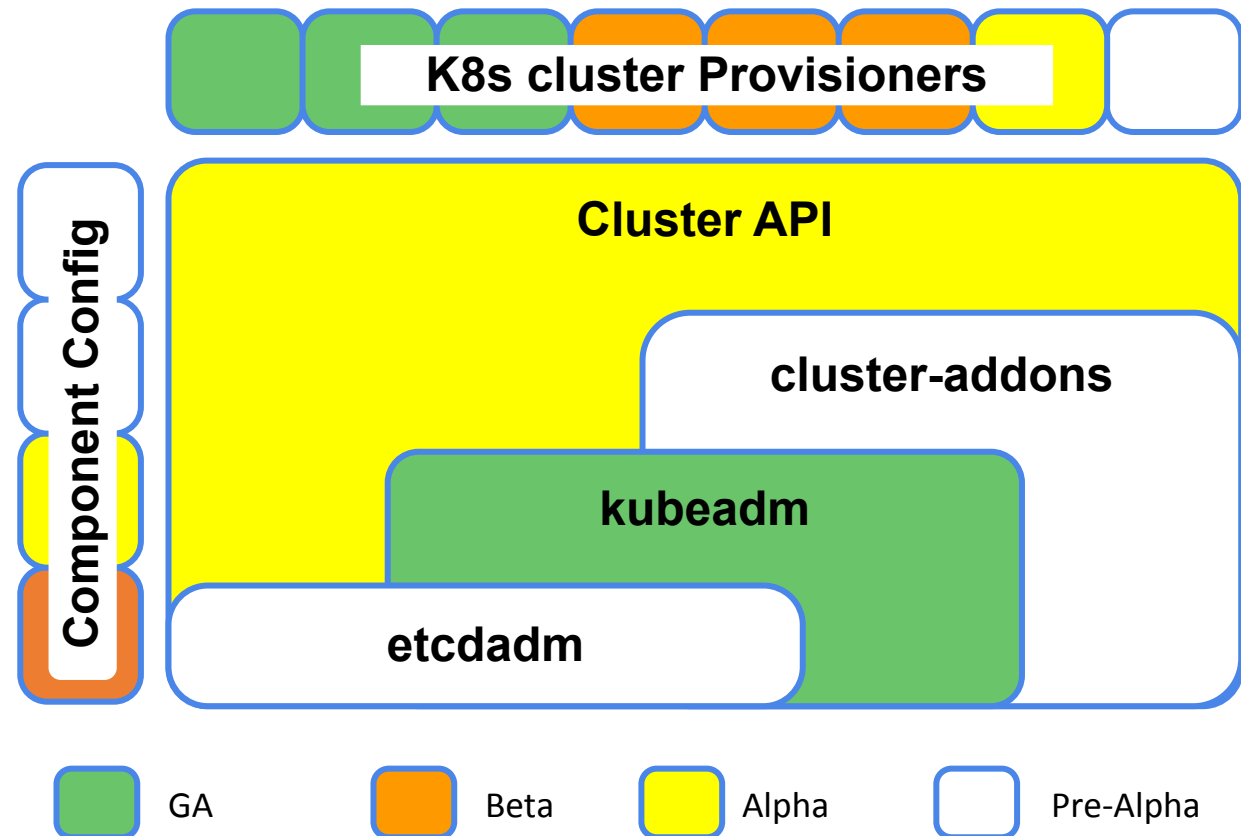 K8s cluster Provisioners
Component Config
Cluster API
cluster-addons
kubeadm
etcdadm
GA
Beta
Alpha
Pre-Alpha